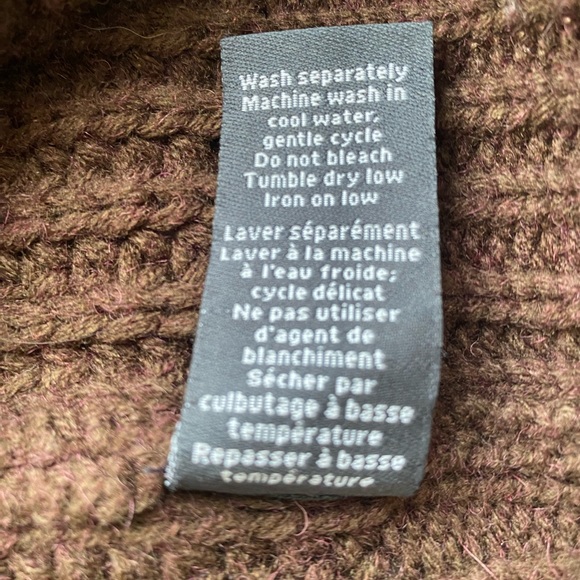 Wash separately
Machine wash in
cool water,
gentle cycle
Do not bleach
Tumble dry low
Iron on low
Laver séparément
Laver à la machine
à l'eau froide;
cycle délicat
Ne pas utiliser
d'agent de
blanchiment
Sécher par
culbutage à basse
température
Repasser à basse
température